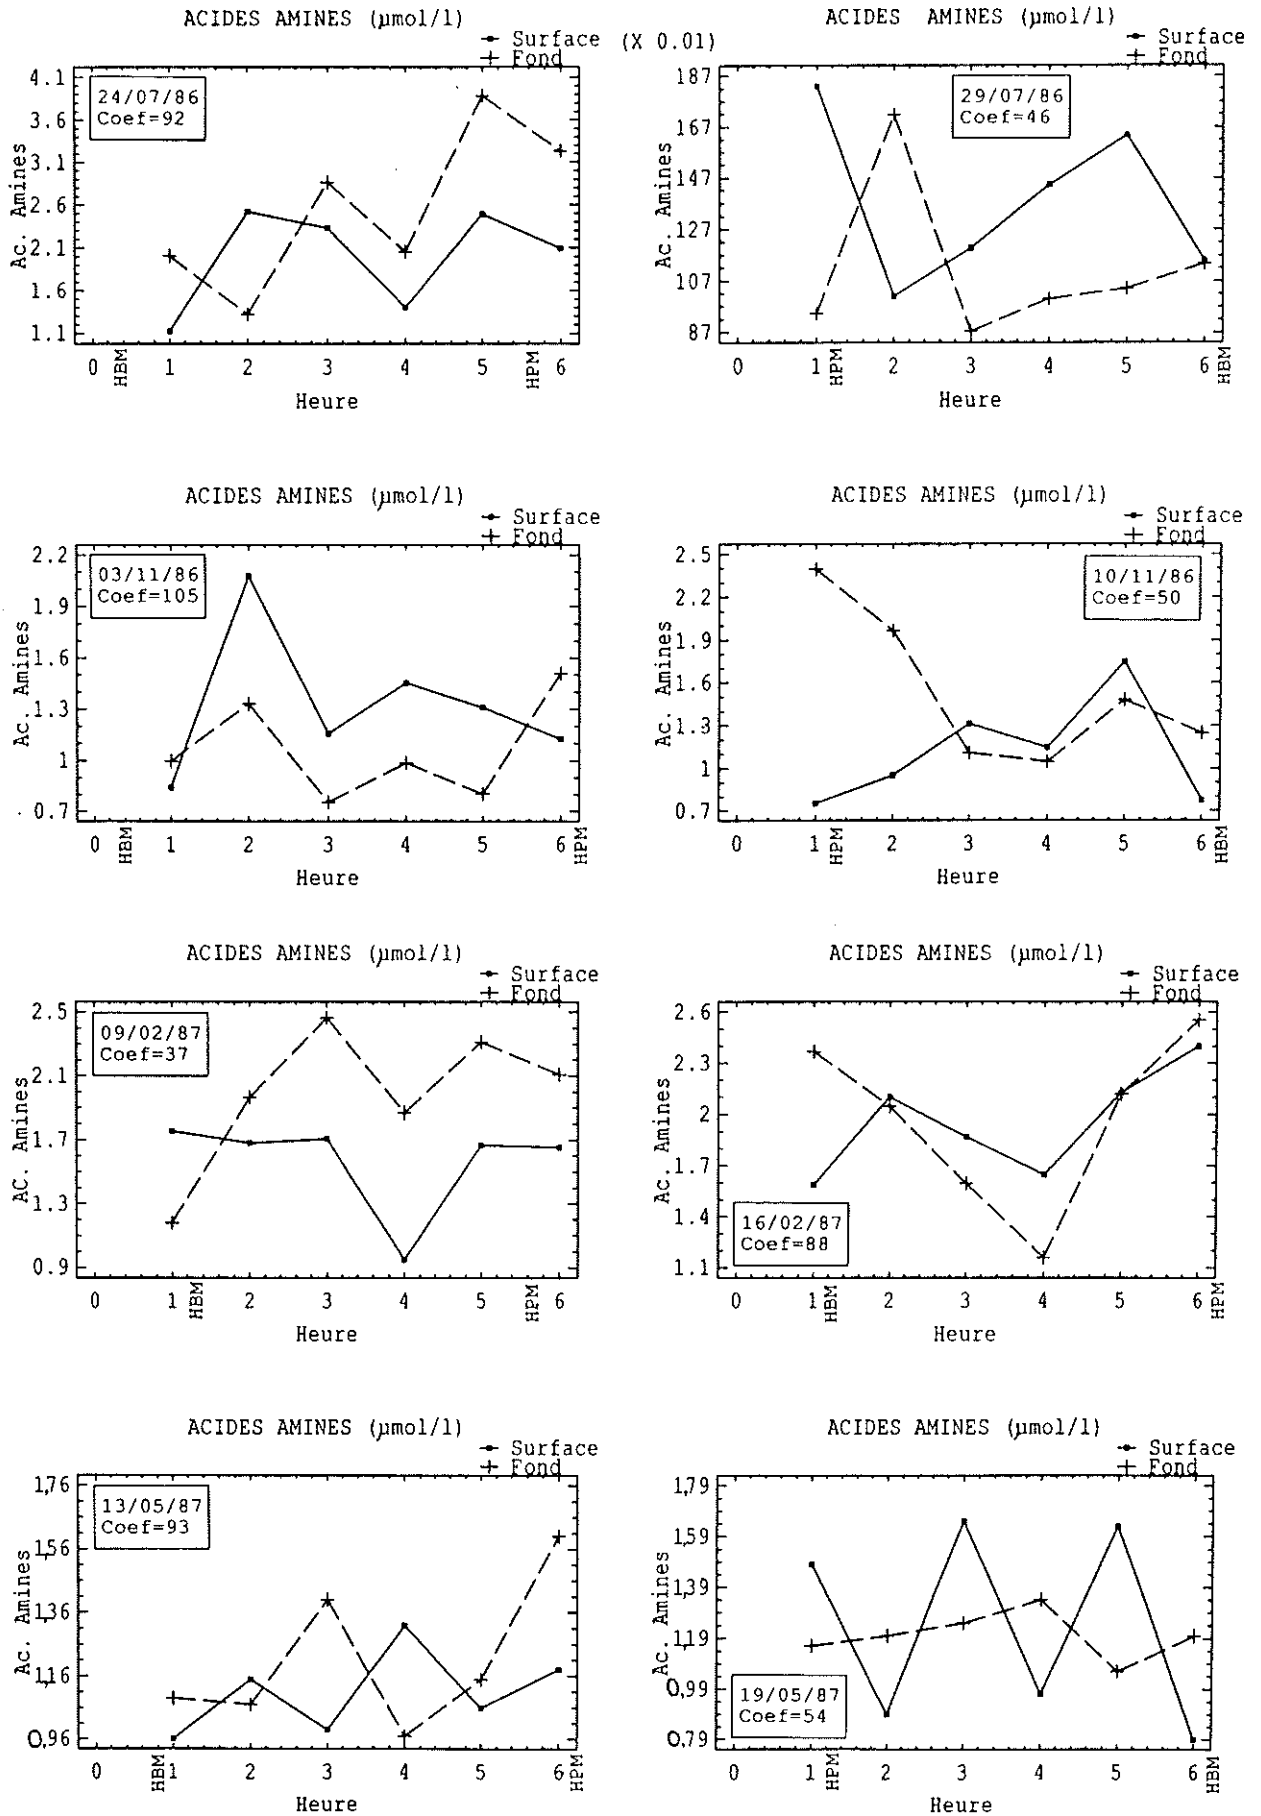 ACIDES AMINES (µmol/l)
Surface
Fond
4.1
3.6
3.1
2.6
2.1
1.6
1.1
Ac. Amines
24/07/86
Coef=92
0 HBM 1 2 3 4 5 HPM 6
Heure
ACIDES AMINES (µmol/l)
(X 0.01)
Surface
Fond
187
167
147
127
107
87
Ac. Amines
29/07/86
Coef=46
0 1 HPM 2 3 4 5 6 HBM
Heure
ACIDES AMINES (µmol/l)
Surface
Fond
2.2
1.9
1.6
1.3
1
0.7
Ac. Amines
03/11/86
Coef=105
0 HBM 1 2 3 4 5 6 HPM
Heure
ACIDES AMINES (µmol/l)
Surface
Fond
2.5
2.2
1.9
1.6
1.3
1
0.7
Ac. Amines
10/11/86
Coef=50
0 1 HPM 2 3 4 5 6 HBM
Heure
ACIDES AMINES (µmol/l)
Surface
Fond
2.5
2.1
1.7
1.3
0.9
AC. Amines
09/02/87
Coef=37
0 1 HBM 2 3 4 5 HPM 6
Heure
ACIDES AMINES (µmol/l)
Surface
Fond
2.6
2.3
2
1.7
1.4
1.1
Ac. Amines
16/02/87
Coef=88
0 1 HBM 2 3 4 5 6 HPM
Heure
ACIDES AMINES (µmol/l)
Surface
Fond
1,76
1,56
1,36
1,16
0,96
Ac. Amines
13/05/87
Coef=93
0 HBM 1 2 3 4 5 6 HPM
Heure
ACIDES AMINES (µmol/l)
Surface
Fond
1,79
1,59
1,39
1,19
0,99
0,79
Ac. Amines
19/05/87
Coef=54
0 1 HPM 2 3 4 5 6 HBM
Heure